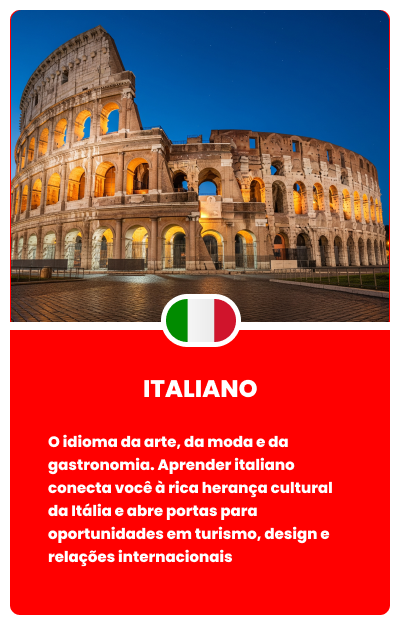 ITALIANO
O idioma da arte, da moda e da
gastronomia. Aprender italiano
conecta você à rica herança cultural
da Itália e abre portas para
oportunidades em turismo, design e
relações internacionais